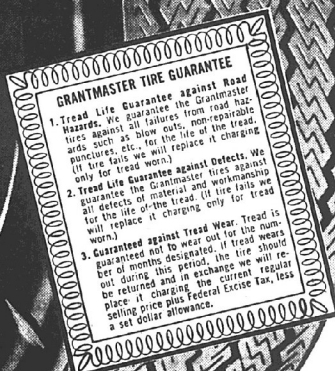 GRANTMASTER TIRE GUARANTEE
1. Tread Life Guarantee against Road
Hazards. We guarantee the Grantmaster
tires against all failures from road haz-
ards such as blow outs, non-repairable
punctures, etc., for the life of the tread.
(If tire fails we will replace it charging
only for tread worn.)
2. Tread Life Guarantee against Defects. We
guarantee the Grantmaster tires against
all defects of material and workmanship
for the life of the tread. (If tire fails we
will replace it charging only for tread
worn.)
3. Guaranteed against Tread Wear. Tread is
guaranteed not to wear out for the num-
ber of months designated. If tread wears
out during this period, the tire should
be returned and in exchange we will re-
place it charging the current regular
selling price plus Federal Excise Tax, less
a set dollar allowance.